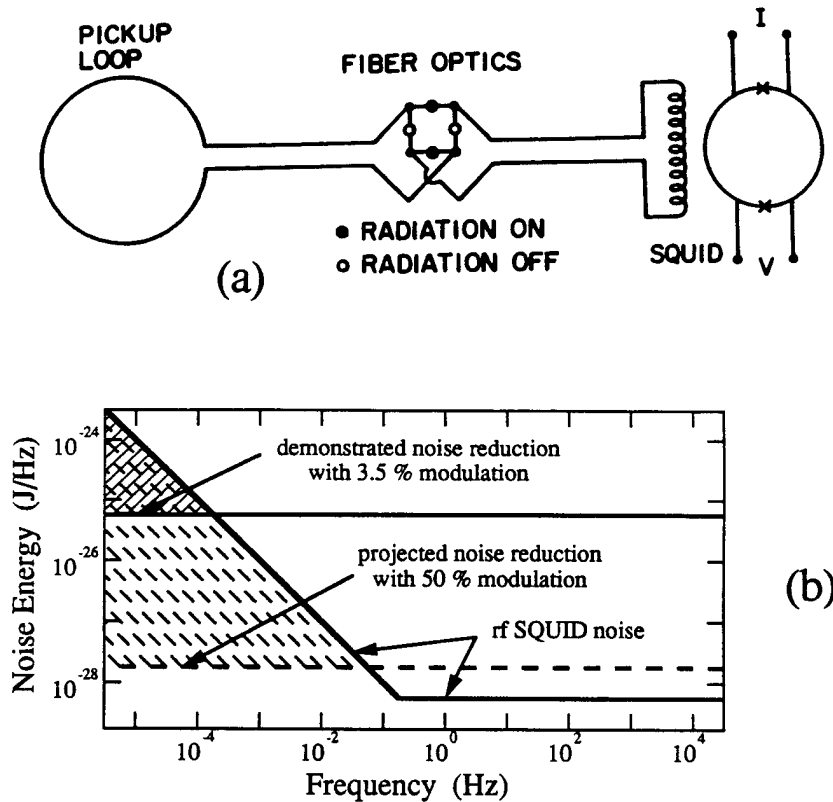 PICKUP
LOOP
FIBER OPTICS
I
● RADIATION ON
○ RADIATION OFF
SQUID
V
(a)
10^-24
10^-26
10^-28
Noise Energy (J/Hz)
demonstrated noise reduction
with 3.5 % modulation
projected noise reduction
with 50 % modulation
rf SQUID noise
(b)
10^-4
10^-2
10^0
10^2
10^4
Frequency (Hz)